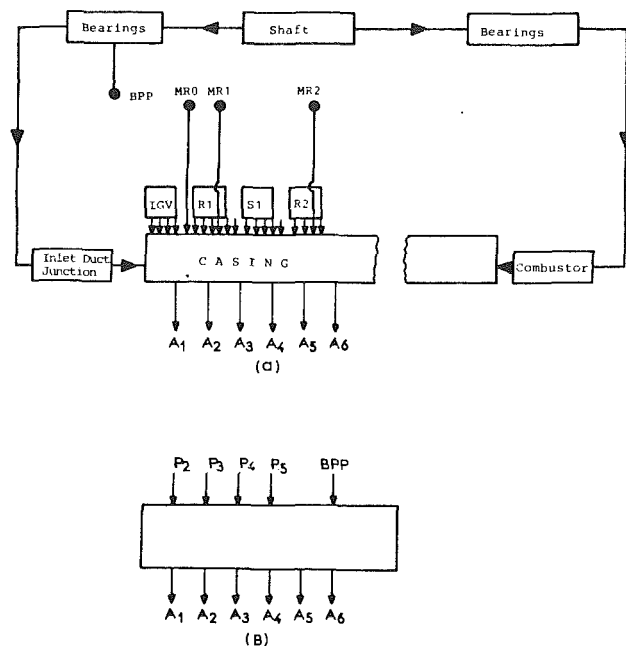 Bearings Shaft Bearings
BPP
MR0 MR1 MR2
IGV R1 S1 R2
Inlet Duct
Junction
CASING
Combustor
A1 A2 A3 A4 A5 A6
(a)
P2 P3 P4 P5 BPP
A1 A2 A3 A4 A5 A6
(B)